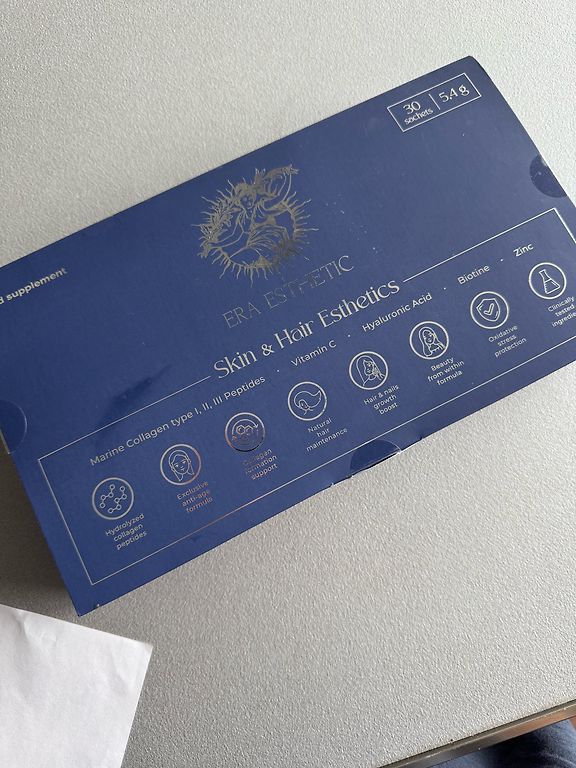 30
sachets
5.4 g
d supplement
ERA ESTHETIC
Skin & Hair Esthetics
Marine Collagen type I, II, III Peptides · Vitamin C · Hyaluronic Acid · Biotine · Zinc
Hydrolyzed
collagen
peptides
Exclusive
anti-age
formula
Collagen
formation
support
Natural
hair
maintenance
Hair & nails
growth
boost
Beauty
from within
formula
Oxidative
stress
protection
Clinically
tested
ingredie